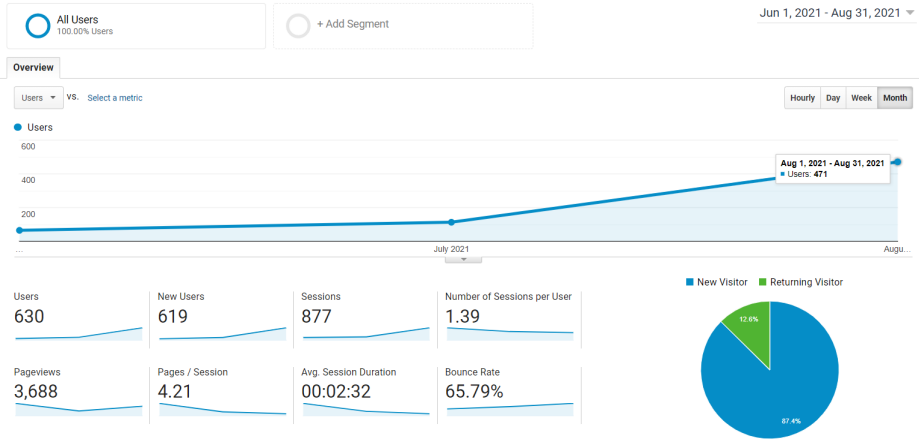 All Users
100.00% Users
+ Add Segment
Jun 1, 2021 - Aug 31, 2021
Overview
Users VS. Select a metric
Hourly Day Week Month
Users
600
400
200
Aug 1, 2021 - Aug 31, 2021
Users: 471
... July 2021 Augu...
New Visitor Returning Visitor
Users New Users Sessions Number of Sessions per User
630 619 877 1.39
12.6%
Pageviews Pages / Session Avg. Session Duration Bounce Rate
3,688 4.21 00:02:32 65.79%
87.4%